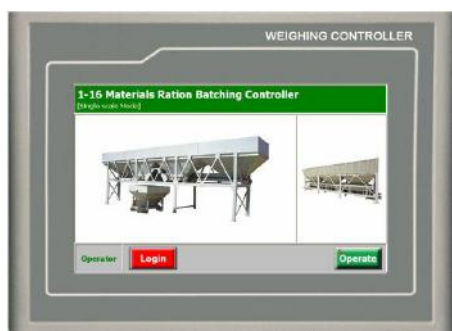 WEIGHING CONTROLLER
1-16 Materials Ration Batching Controller
[Single-scale Mode]
Operator
Login
Operate